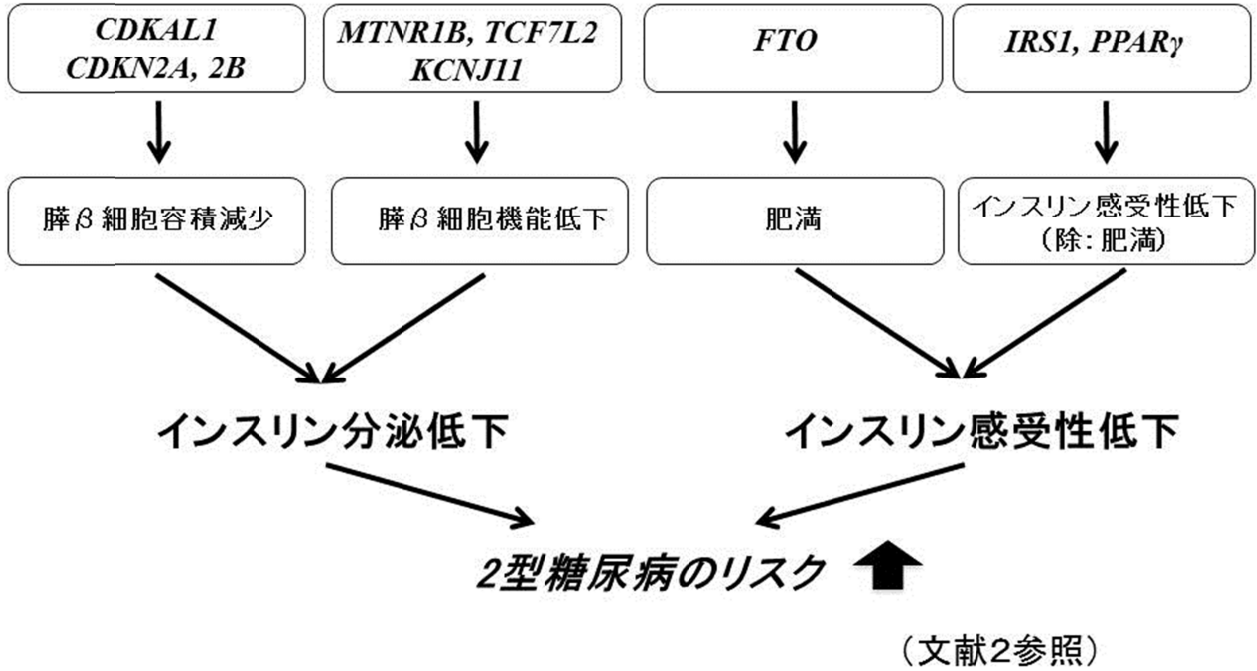 CDKAL1
CDKN2A, 2B
MTNR1B, TCF7L2
KCNJ11
FTO
IRS1, PPARγ
膵β細胞容積減少
膵β細胞機能低下
肥満
インスリン感受性低下
(除: 肥満)
インスリン分泌低下
インスリン感受性低下
2型糖尿病のリスク
(文献2参照)